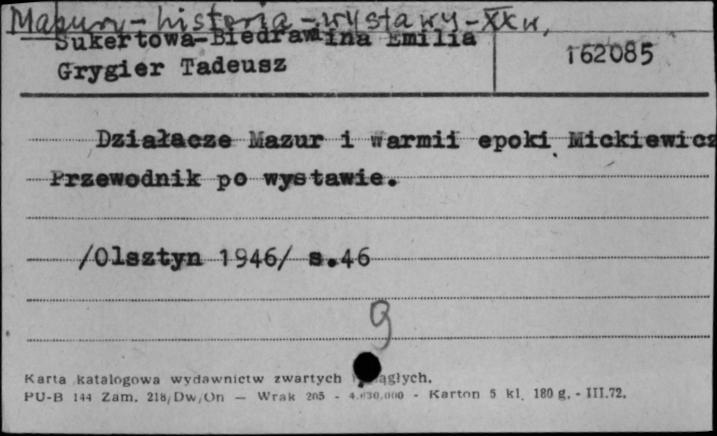 Mazury - historia - wystawy - XX w.
Sukertowa-Biedrawina Emilia
162085
Grygier Tadeusz
Działacze Mazur i Warmii epoki Mickiewicz
Przewodnik po wystawie.
/Olsztyn 1946/ s.46
9
Karta katalogowa wydawnictw zwartych ągłych.
PU-B 144 Zam. 218/Dw/On — Wrak 205 - 4.030.000 - Karton 5 kl. 180 g. - III.72.